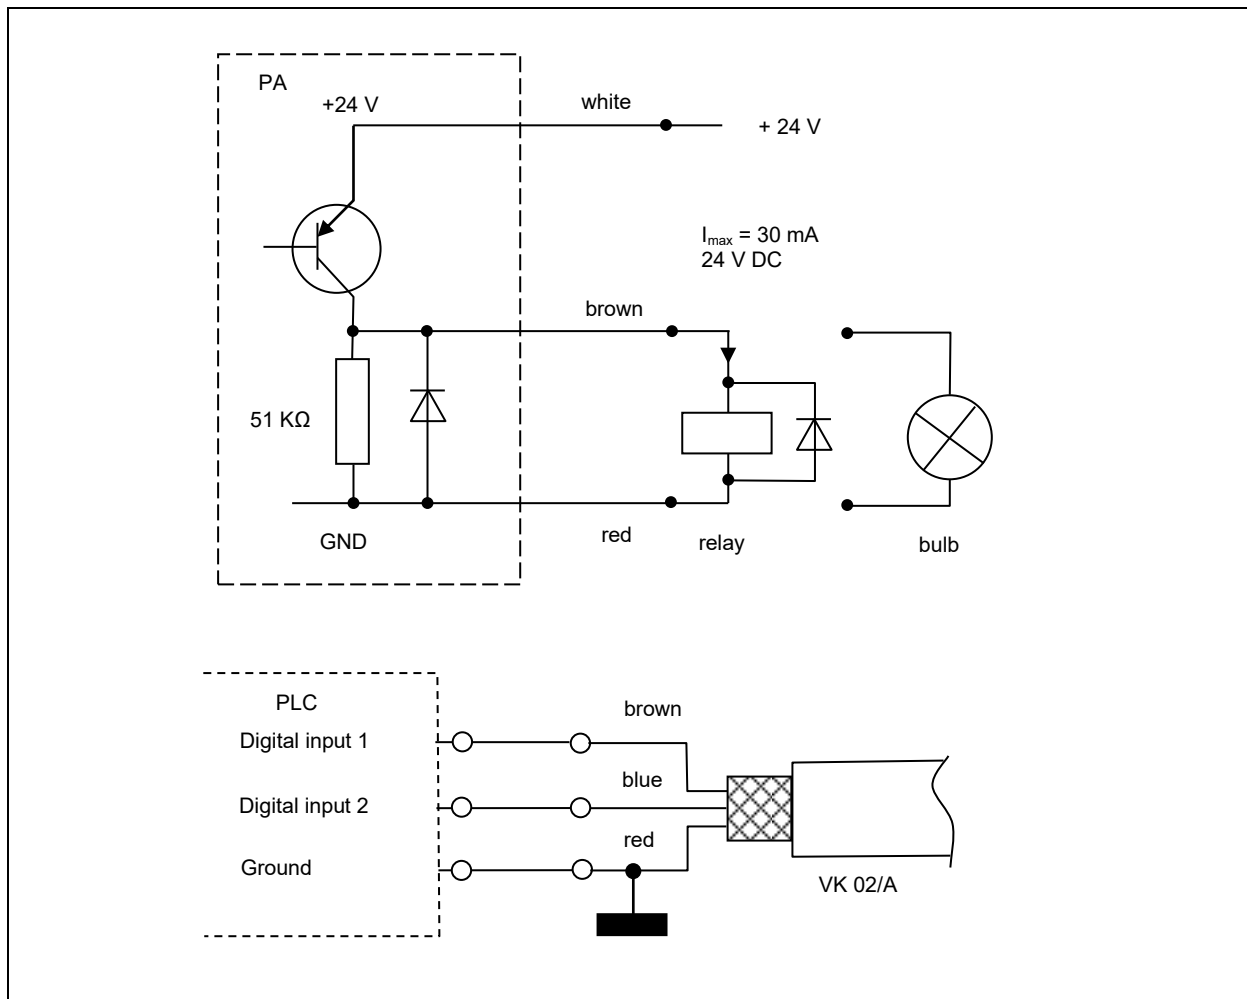 PA
+24 V
white
+ 24 V
Imax = 30 mA
24 V DC
brown
51 KΩ
GND
red
relay
bulb
PLC
brown
Digital input 1
blue
Digital input 2
red
Ground
VK 02/A